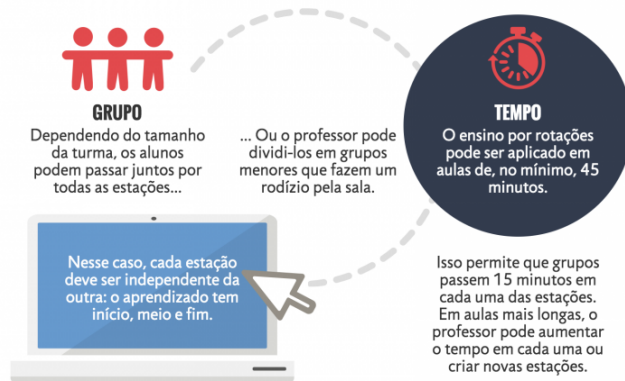 GRUPO
Dependendo do tamanho
da turma, os alunos
podem passar juntos por
todas as estações...
... Ou o professor pode
dividi-los em grupos
menores que fazem um
rodízio pela sala.
Nesse caso, cada estação
deve ser independente da
outra: o aprendizado tem
início, meio e fim.
TEMPO
O ensino por rotações
pode ser aplicado em
aulas de, no mínimo, 45
minutos.
Isso permite que grupos
passem 15 minutos em
cada uma das estações.
Em aulas mais longas, o
professor pode aumentar
o tempo em cada uma ou
criar novas estações.